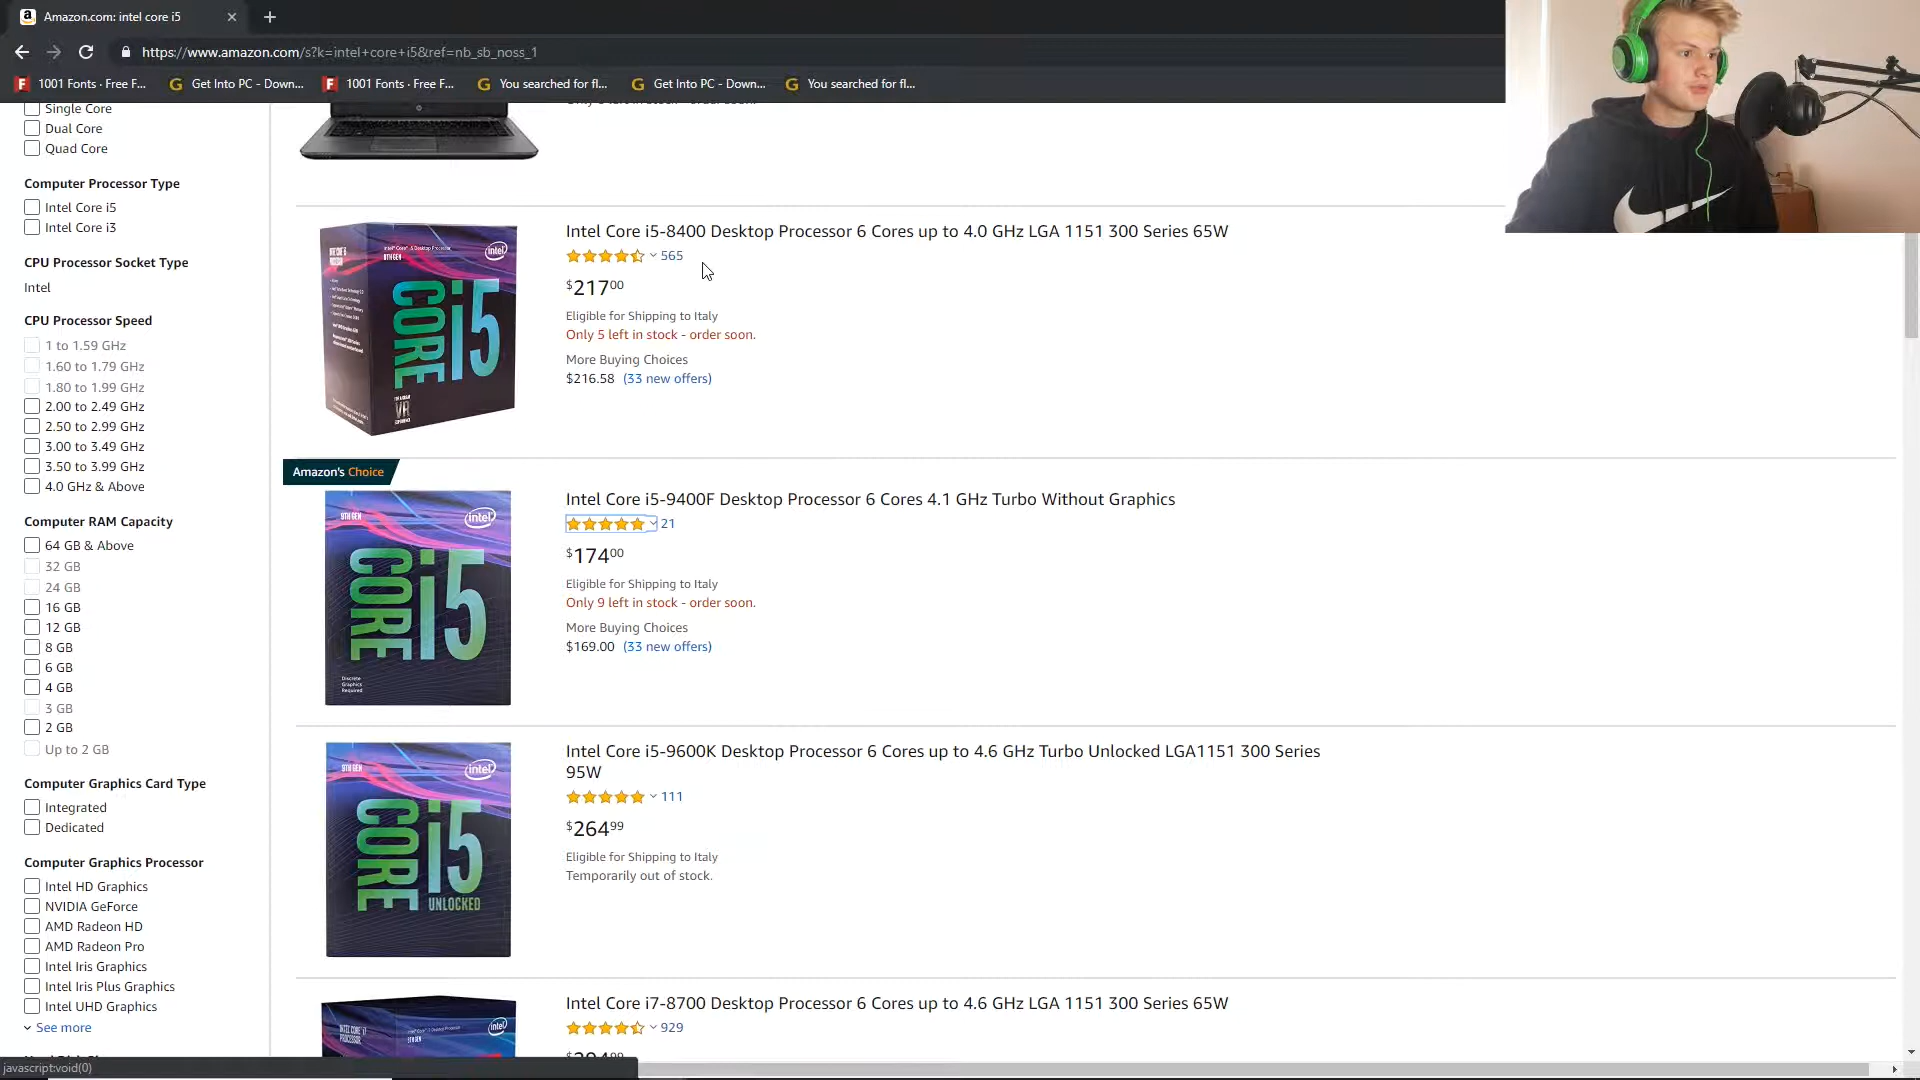 Amazon.com: intel core i5
https://www.amazon.com/s?k=intel+core+i5&ref=nb_sb_noss_1
1001 Fonts · Free F...
Get Into PC - Down...
1001 Fonts · Free F...
You searched for fl...
Get Into PC - Down...
You searched for fl...
Single Core
Dual Core
Quad Core
Computer Processor Type
Intel Core i5
Intel Core i3
CPU Processor Socket Type
Intel
CPU Processor Speed
1 to 1.59 GHz
1.60 to 1.79 GHz
1.80 to 1.99 GHz
2.00 to 2.49 GHz
2.50 to 2.99 GHz
3.00 to 3.49 GHz
3.50 to 3.99 GHz
4.0 GHz & Above
Computer RAM Capacity
64 GB & Above
32 GB
24 GB
16 GB
12 GB
8 GB
6 GB
4 GB
3 GB
2 GB
Up to 2 GB
Computer Graphics Card Type
Integrated
Dedicated
Computer Graphics Processor
Intel HD Graphics
NVIDIA GeForce
AMD Radeon HD
AMD Radeon Pro
Intel Iris Graphics
Intel Iris Plus Graphics
Intel UHD Graphics
See more
javascript:void(0)
intel
CORE i5
VR
Intel Core i5-8400 Desktop Processor 6 Cores up to 4.0 GHz LGA 1151 300 Series 65W
565
$21700
Eligible for Shipping to Italy
Only 5 left in stock - order soon.
More Buying Choices
$216.58 (33 new offers)
Amazon's Choice
9TH GEN
intel
CORE i5
Discrete
Graphics
Required
Intel Core i5-9400F Desktop Processor 6 Cores 4.1 GHz Turbo Without Graphics
21
$17400
Eligible for Shipping to Italy
Only 9 left in stock - order soon.
More Buying Choices
$169.00 (33 new offers)
9TH GEN
intel
CORE i5
UNLOCKED
Intel Core i5-9600K Desktop Processor 6 Cores up to 4.6 GHz Turbo Unlocked LGA1151 300 Series
95W
111
$26499
Eligible for Shipping to Italy
Temporarily out of stock.
intel
Intel Core i7-8700 Desktop Processor 6 Cores up to 4.6 GHz LGA 1151 300 Series 65W
929